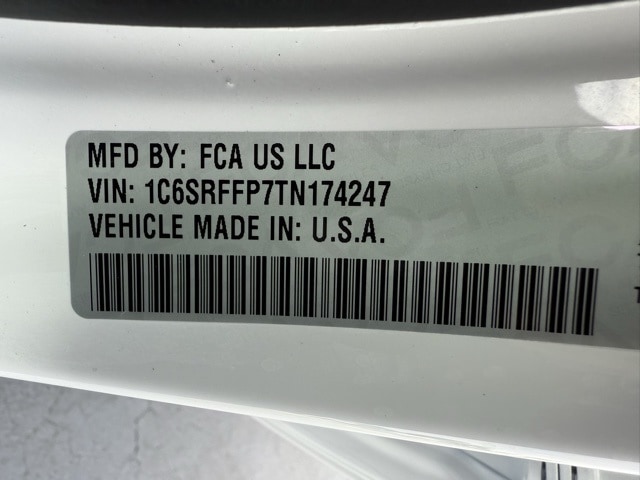 MFD BY: FCA US LLC
VIN: 1C6SRFFP7TN174247
VEHICLE MADE IN: U.S.A.